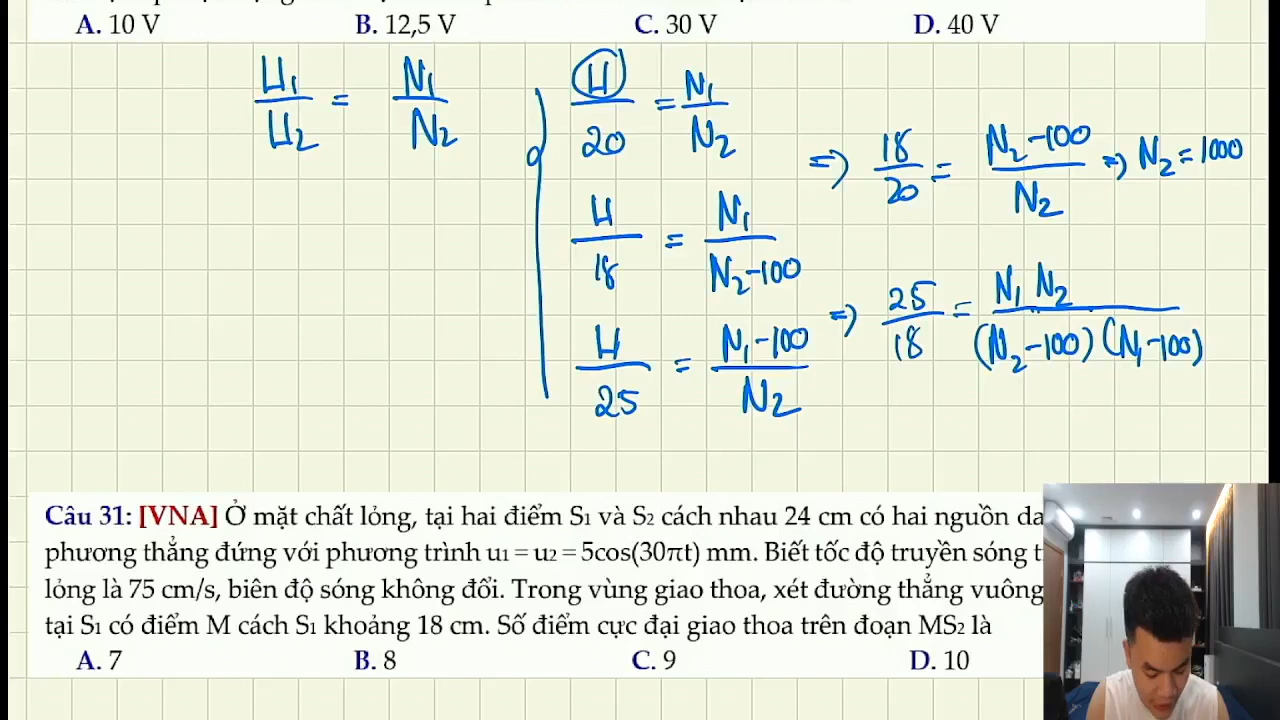 A. 10 V B. 12,5 V C. 30 V D. 40 V
U₁/U₂ = N₁/N₂
U/20 = N₁/N₂
⇒ 18/20 = (N₂-100)/N₂ ⇒ N₂ = 1000
U/18 = N₁/(N₂-100)
⇒ 25/18 = N₁ N₂/((N₂-100)(N₁-100))
U/25 = (N₁-100)/N₂
Câu 31: [VNA] Ở mặt chất lỏng, tại hai điểm S₁ và S₂ cách nhau 24 cm có hai nguồn
phương thẳng đứng với phương trình u₁ = u₂ = 5cos(30πt) mm. Biết tốc độ truyền sóng
lỏng là 75 cm/s, biên độ sóng không đổi. Trong vùng giao thoa, xét đường thẳng vuông
tại S₁ có điểm M cách S₁ khoảng 18 cm. Số điểm cực đại giao thoa trên đoạn MS₂ là
A. 7 B. 8 C. 9 D. 10